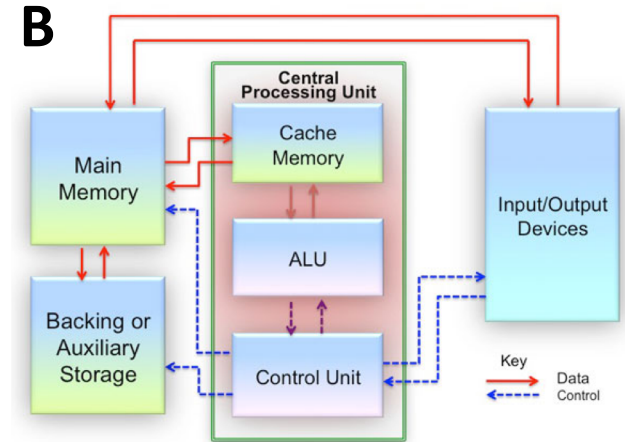 B
Central
Processing Unit
Main
Memory
Cache
Memory
Input/Output
Devices
ALU
Backing or
Auxiliary
Storage
Control Unit
Key
Data
Control